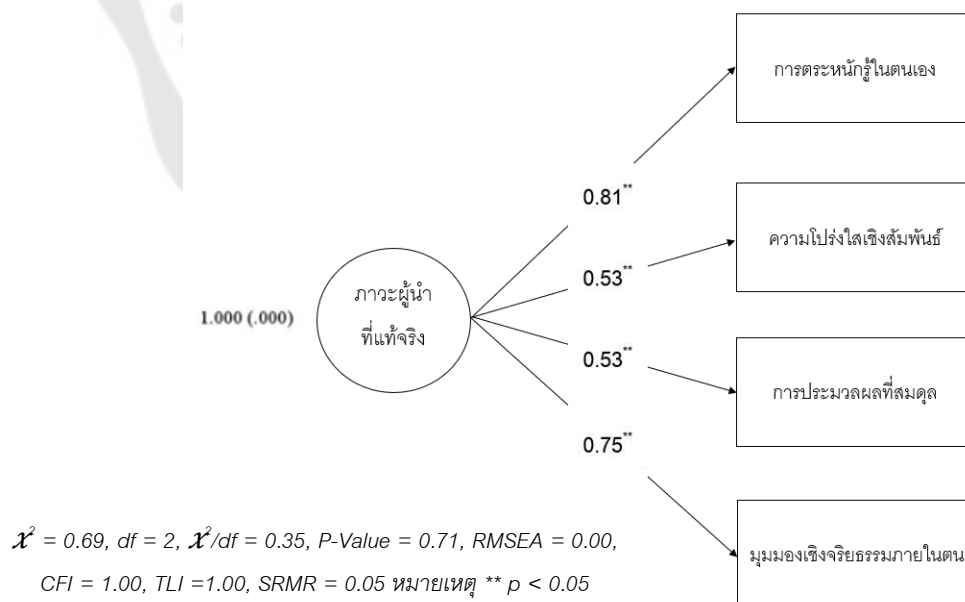 การตระหนักรู้ในตนเอง
0.81**
ความโปร่งใสเชิงสัมพันธ์
0.53**
ภาวะผู้นำ
ที่แท้จริง
1.000 (.000)
0.53**
การประมวลผลที่สมดุล
0.75**
มุมมองเชิงจริยธรรมภายในตน
𝝌² = 0.69, df = 2, 𝝌²/df = 0.35, P-Value = 0.71, RMSEA = 0.00,
CFI = 1.00, TLI =1.00, SRMR = 0.05 หมายเหตุ ** p < 0.05